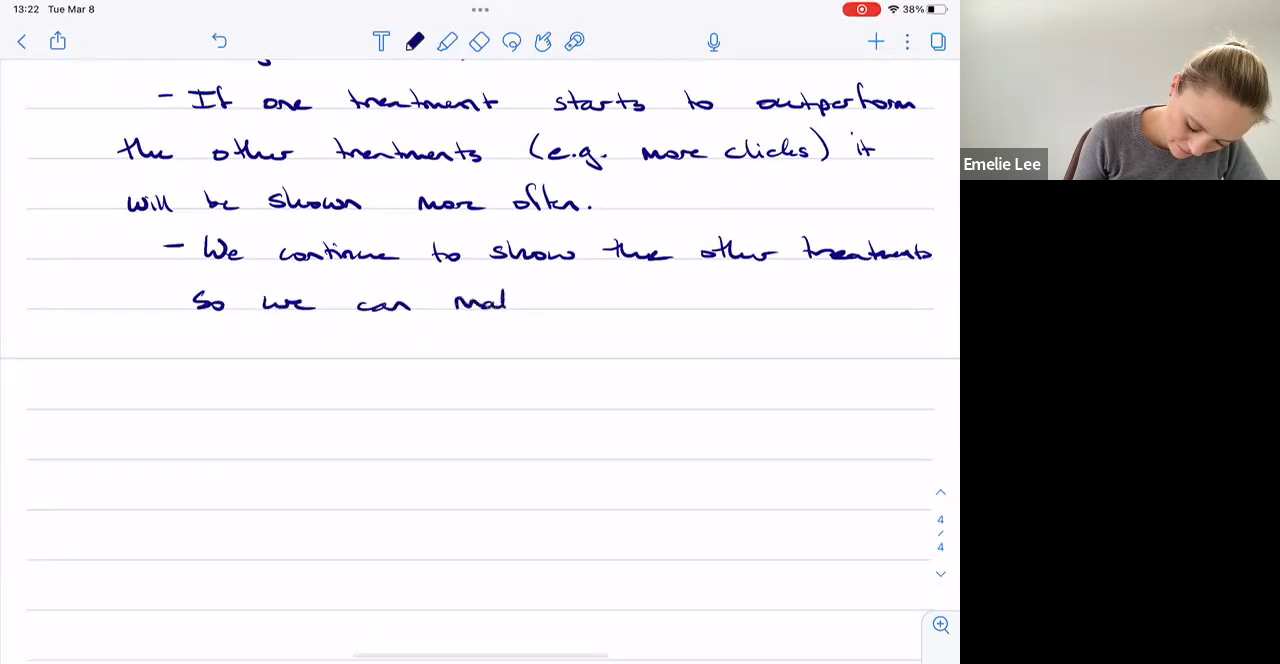 13:22 Tue Mar 8
38%
- If one treatment starts to outperform
the other treatments (e.g. more clicks) it
will be shown more often.
- We continue to show the other treatments
so we can mak
4
/
4
Emelie Lee